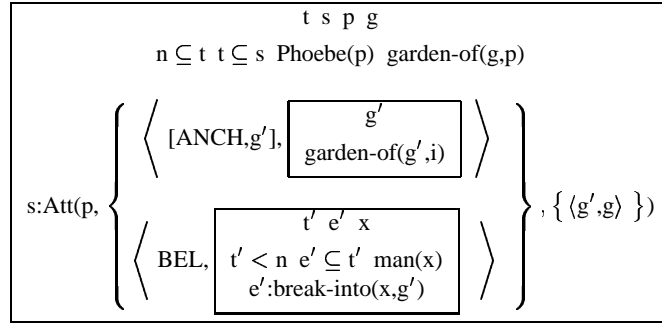 t s p g
n ⊆ t t ⊆ s Phoebe(p) garden-of(g,p)
g′
[ANCH,g′],
garden-of(g′,i)
s:Att(p, { ⟨ ⟩ ⟨ ⟩ } , { ⟨g′,g⟩ })
t′ e′ x
BEL, t′ < n e′ ⊆ t′ man(x)
e′:break-into(x,g′)